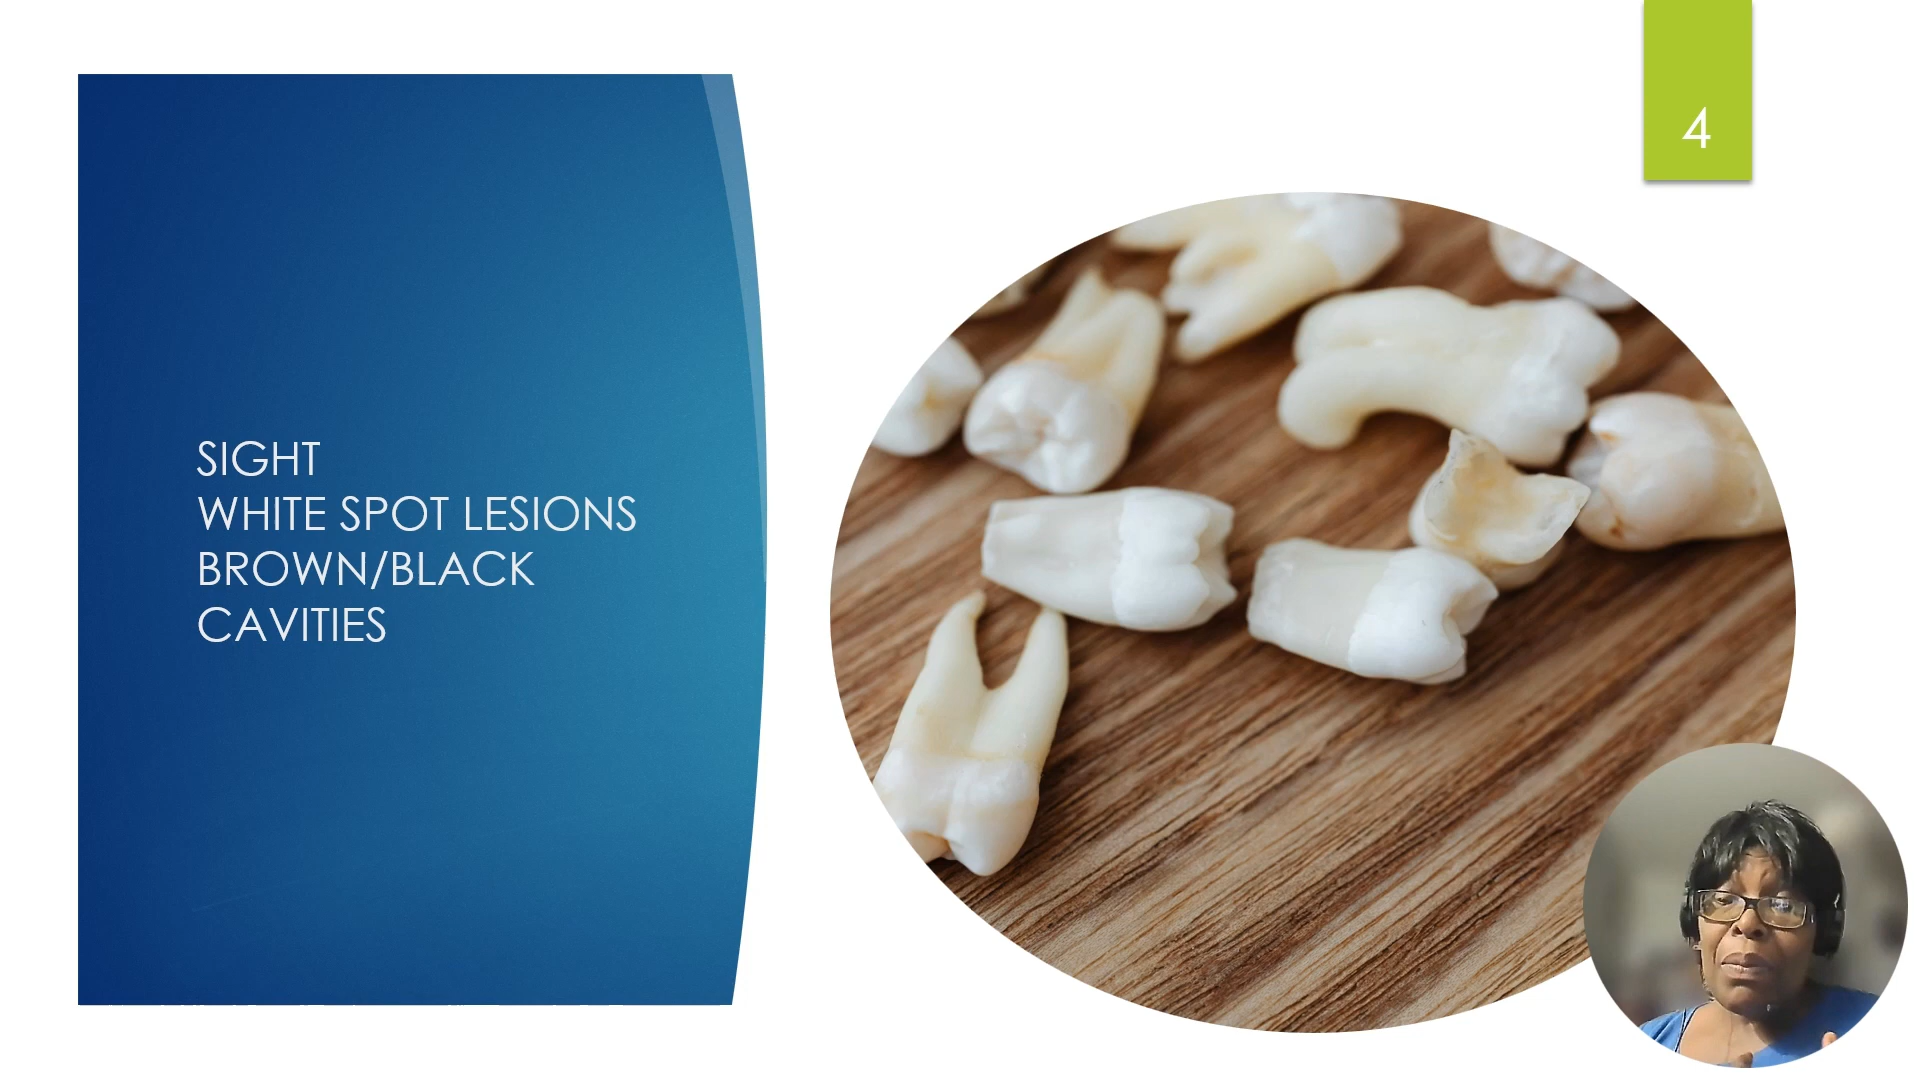 SIGHT
WHITE SPOT LESIONS
BROWN/BLACK
CAVITIES
4